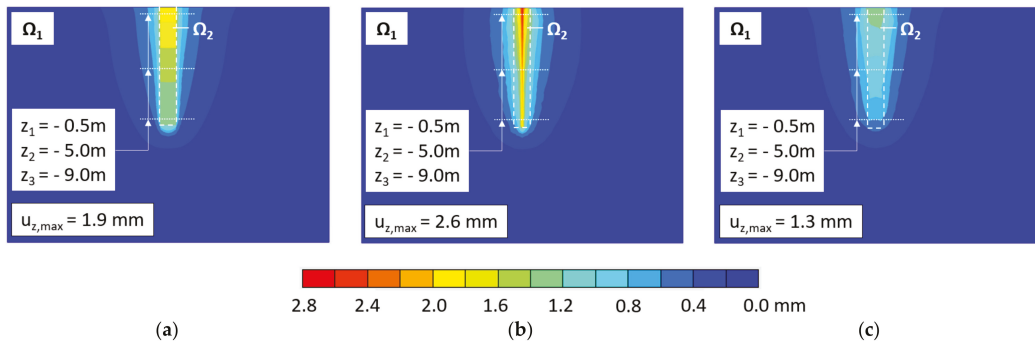 Ω₁
Ω₂
z₁ = - 0.5m
z₂ = - 5.0m
z₃ = - 9.0m
u_z,max = 1.9 mm
Ω₁
Ω₂
z₁ = - 0.5m
z₂ = - 5.0m
z₃ = - 9.0m
u_z,max = 2.6 mm
Ω₁
Ω₂
z₁ = - 0.5m
z₂ = - 5.0m
z₃ = - 9.0m
u_z,max = 1.3 mm
2.8 2.4 2.0 1.6 1.2 0.8 0.4 0.0 mm
(a) (b) (c)